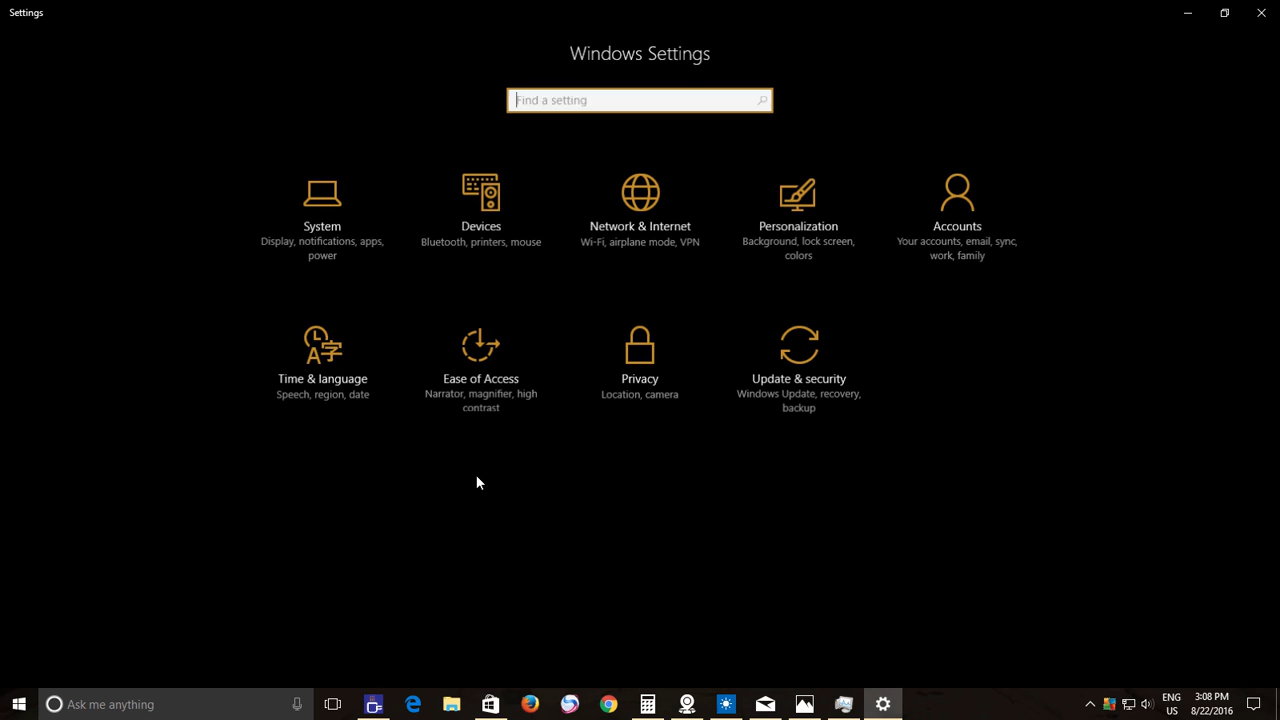 Settings
Windows Settings
Find a setting
System
Display, notifications, apps,
power
Devices
Bluetooth, printers, mouse
Network & Internet
Wi-Fi, airplane mode, VPN
Personalization
Background, lock screen,
colors
Accounts
Your accounts, email, sync,
work, family
Time & language
Speech, region, date
Ease of Access
Narrator, magnifier, high
contrast
Privacy
Location, camera
Update & security
Windows Update, recovery,
backup
Ask me anything
ENG
US
3:08 PM
8/22/2016